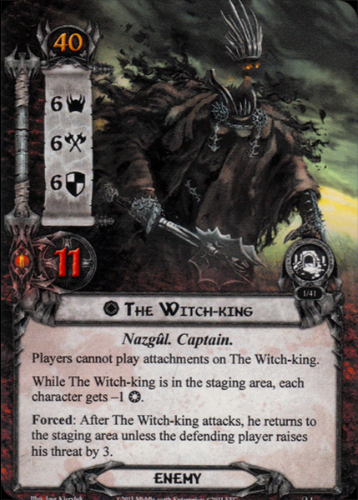 40
6
6
6
11
1/41
THE WITCH-KING
Nazgûl. Captain.
Players cannot play attachments on The Witch-king.
While The Witch-king is in the staging area, each
character gets –1
Forced: After The Witch-king attacks, he returns to
the staging area unless the defending player raises
his threat by 3.
ENEMY